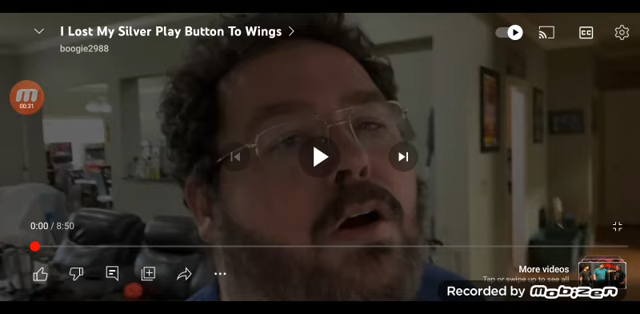 I Lost My Silver Play Button To Wings
boogie2988
CC
m
00:31
0:00 / 8:50
More videos
Tap or swipe up to see all
Recorded by mobizen